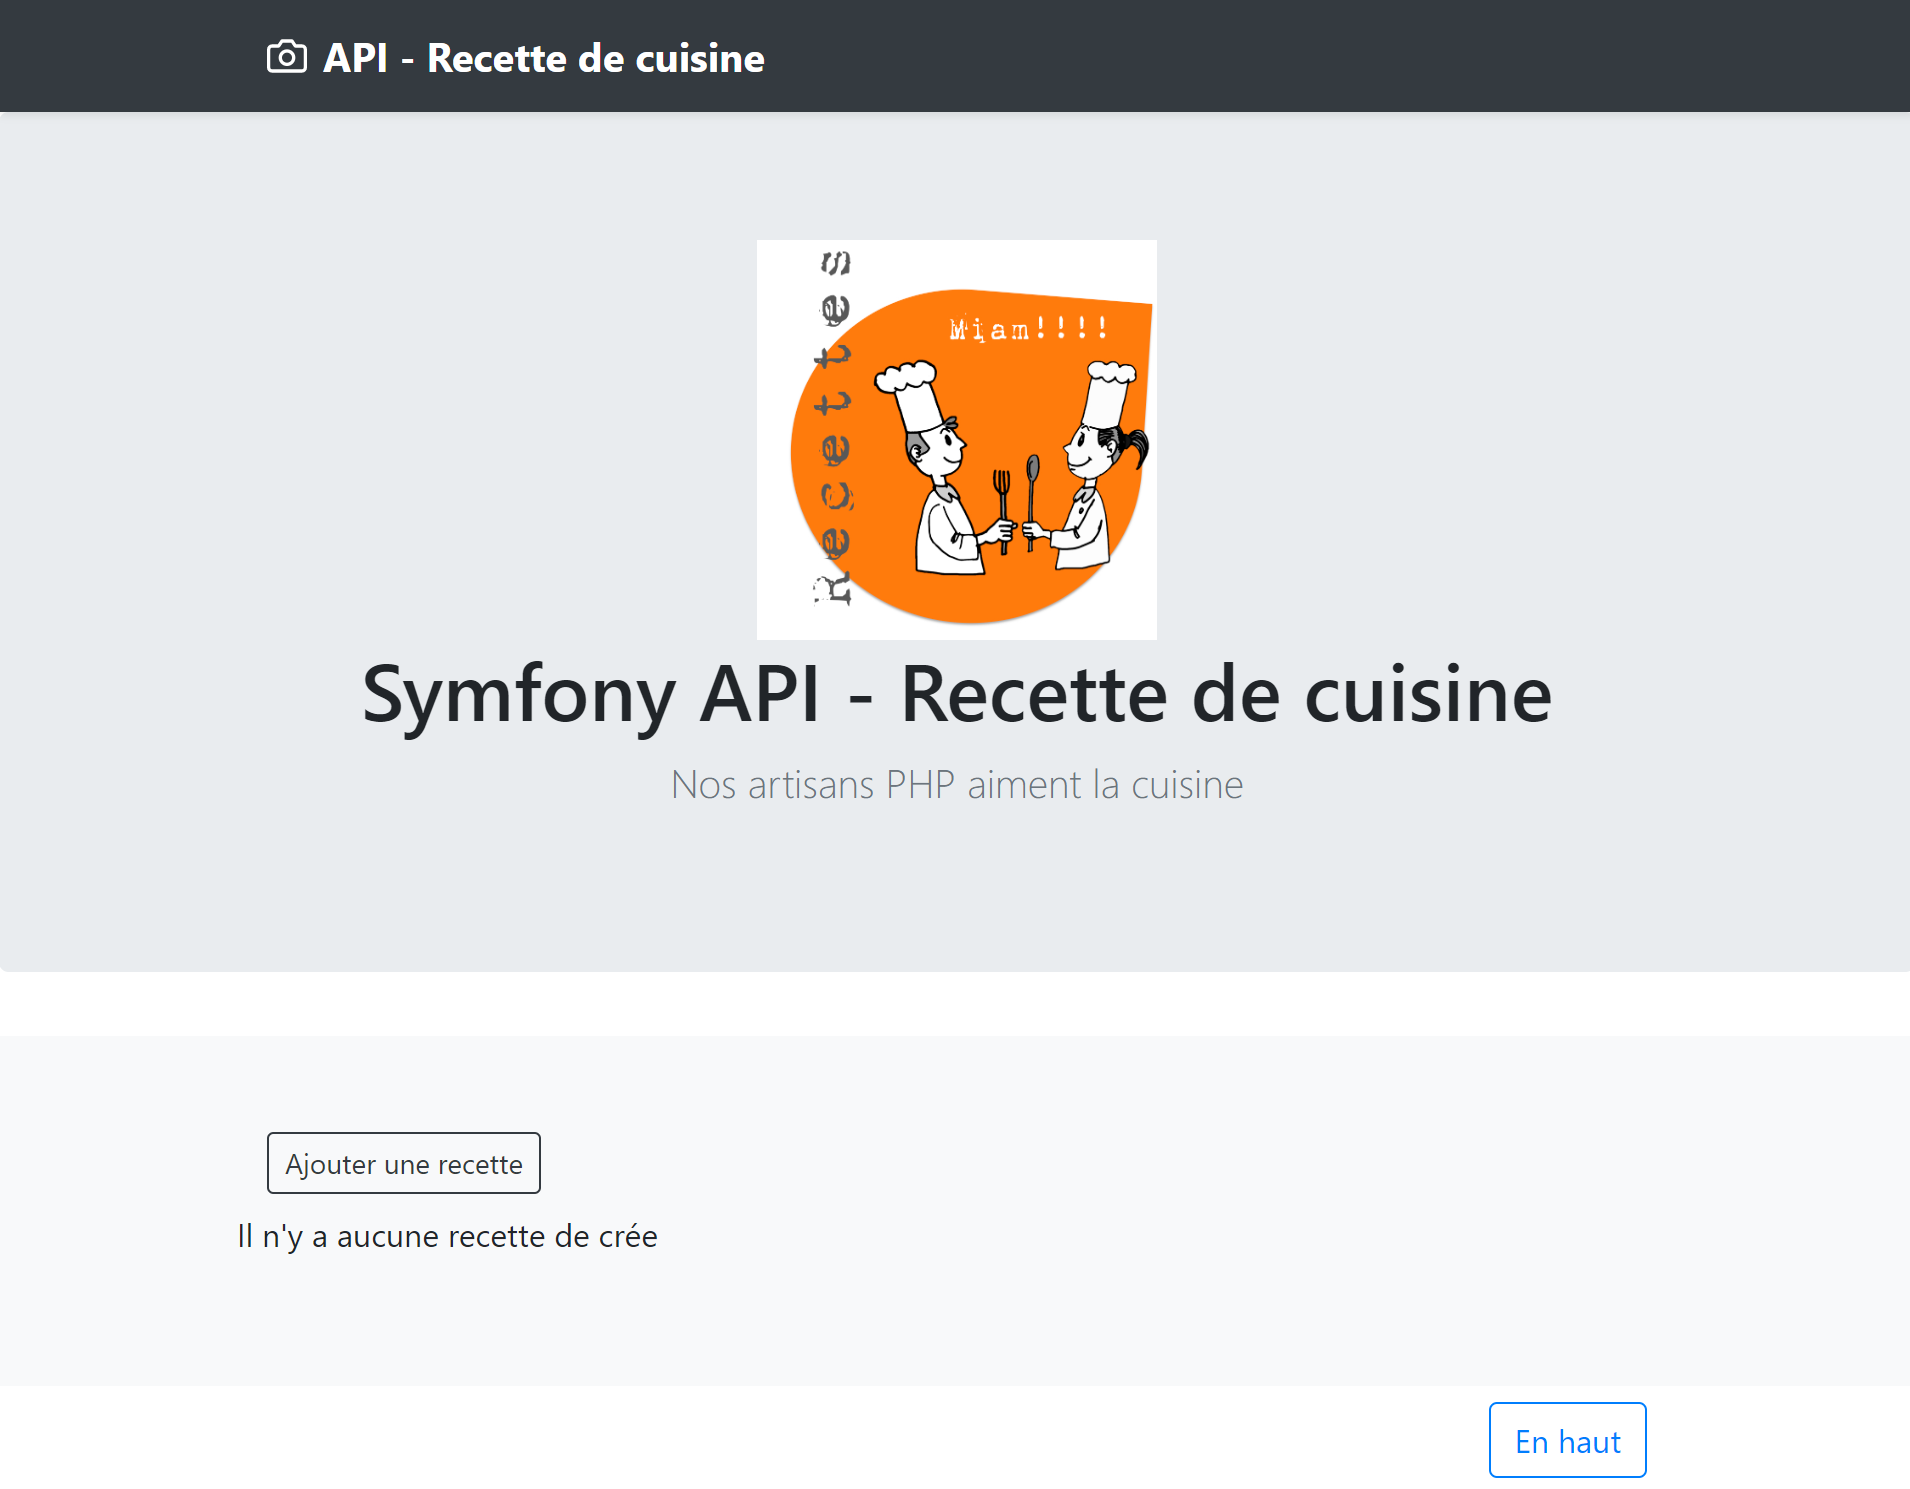 API - Recette de cuisine
Recettes
Miam!!!!
Symfony API - Recette de cuisine
Nos artisans PHP aiment la cuisine
Ajouter une recette
Il n'y a aucune recette de crée
En haut